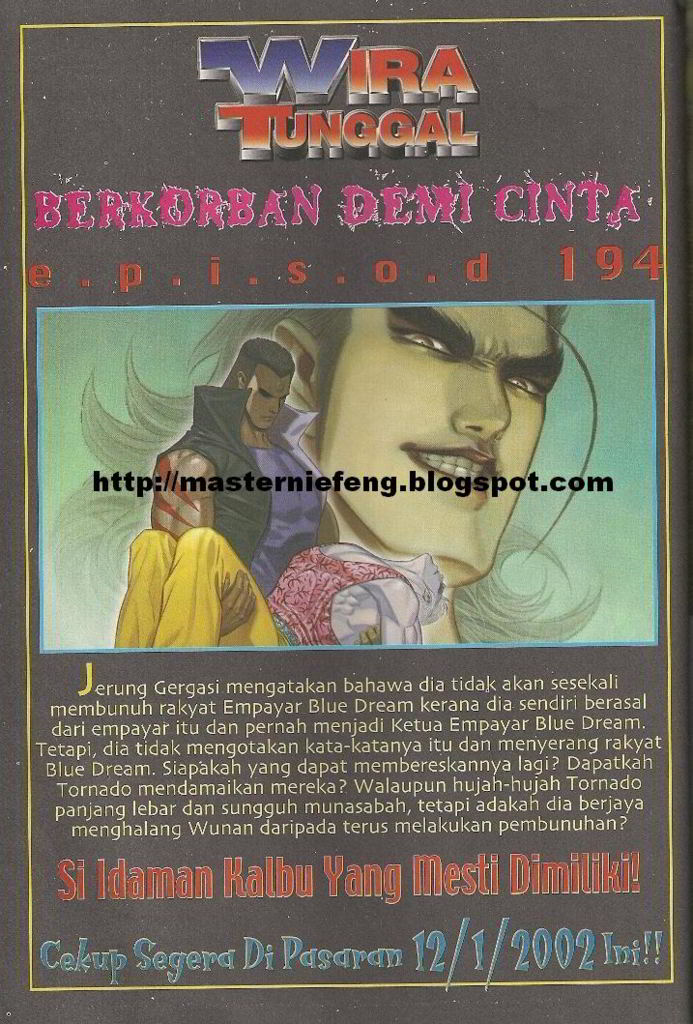 WIRA
TUNGGAL
BERKORBAN DEMI CINTA
e.p.i.s.o.d 194
http://masterniefeng.blogspot.com
Jerung Gergasi mengatakan bahawa dia tidak akan sesekali
membunuh rakyat Empayar Blue Dream kerana dia sendiri berasal
dari empayar itu dan pernah menjadi Ketua Empayar Blue Dream.
Tetapi, dia tidak mengotakan kata-katanya itu dan menyerang rakyat
Blue Dream. Siapakah yang dapat membereskannya lagi? Dapatkah
Tornado mendamaikan mereka? Walaupun hujah-hujah Tornado
panjang lebar dan sungguh munasabah, tetapi adakah dia berjaya
menghalang Wunan daripada terus melakukan pembunuhan?
Si Idaman Kalbu Yang Mesti Dimiliki!
Cekup Segera Di Pasaran 12/1/2002 Ini!!